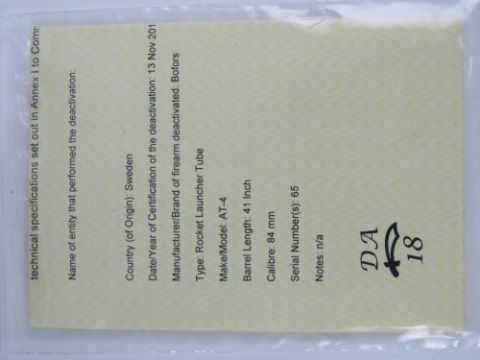 technical specifications set out in Annex I to
Name of entity that performed the deactivation:
Country (of Origin): Sweden
Date/Year of Certification of the deactivation: 13 Nov 201
Manufacturer/Brand of firearm deactivated: Bofors
Type: Rocket Launcher Tube
Make/Model: AT-4
Barrel Length: 41 Inch
Calibre: 84 mm
Serial Number(s): 65
Notes: n/a
DA
18